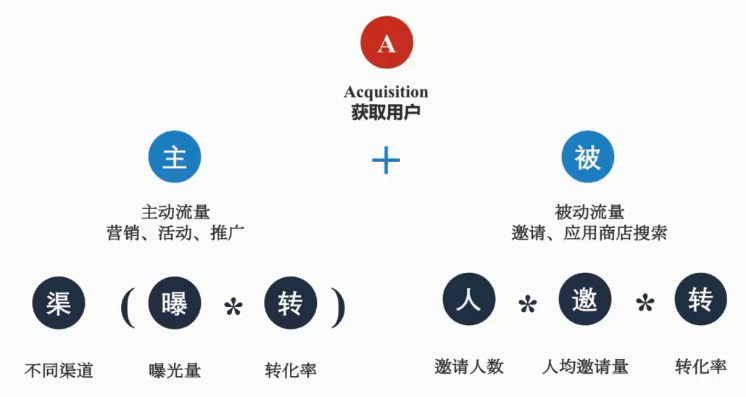 A
Acquisition
获取用户
主 + 被
主动流量
营销、活动、推广
被动流量
邀请、应用商店搜索
渠 ( 曝 * 转 )
人 * 邀 * 转
不同渠道 曝光量 转化率
邀请人数 人均邀请量 转化率